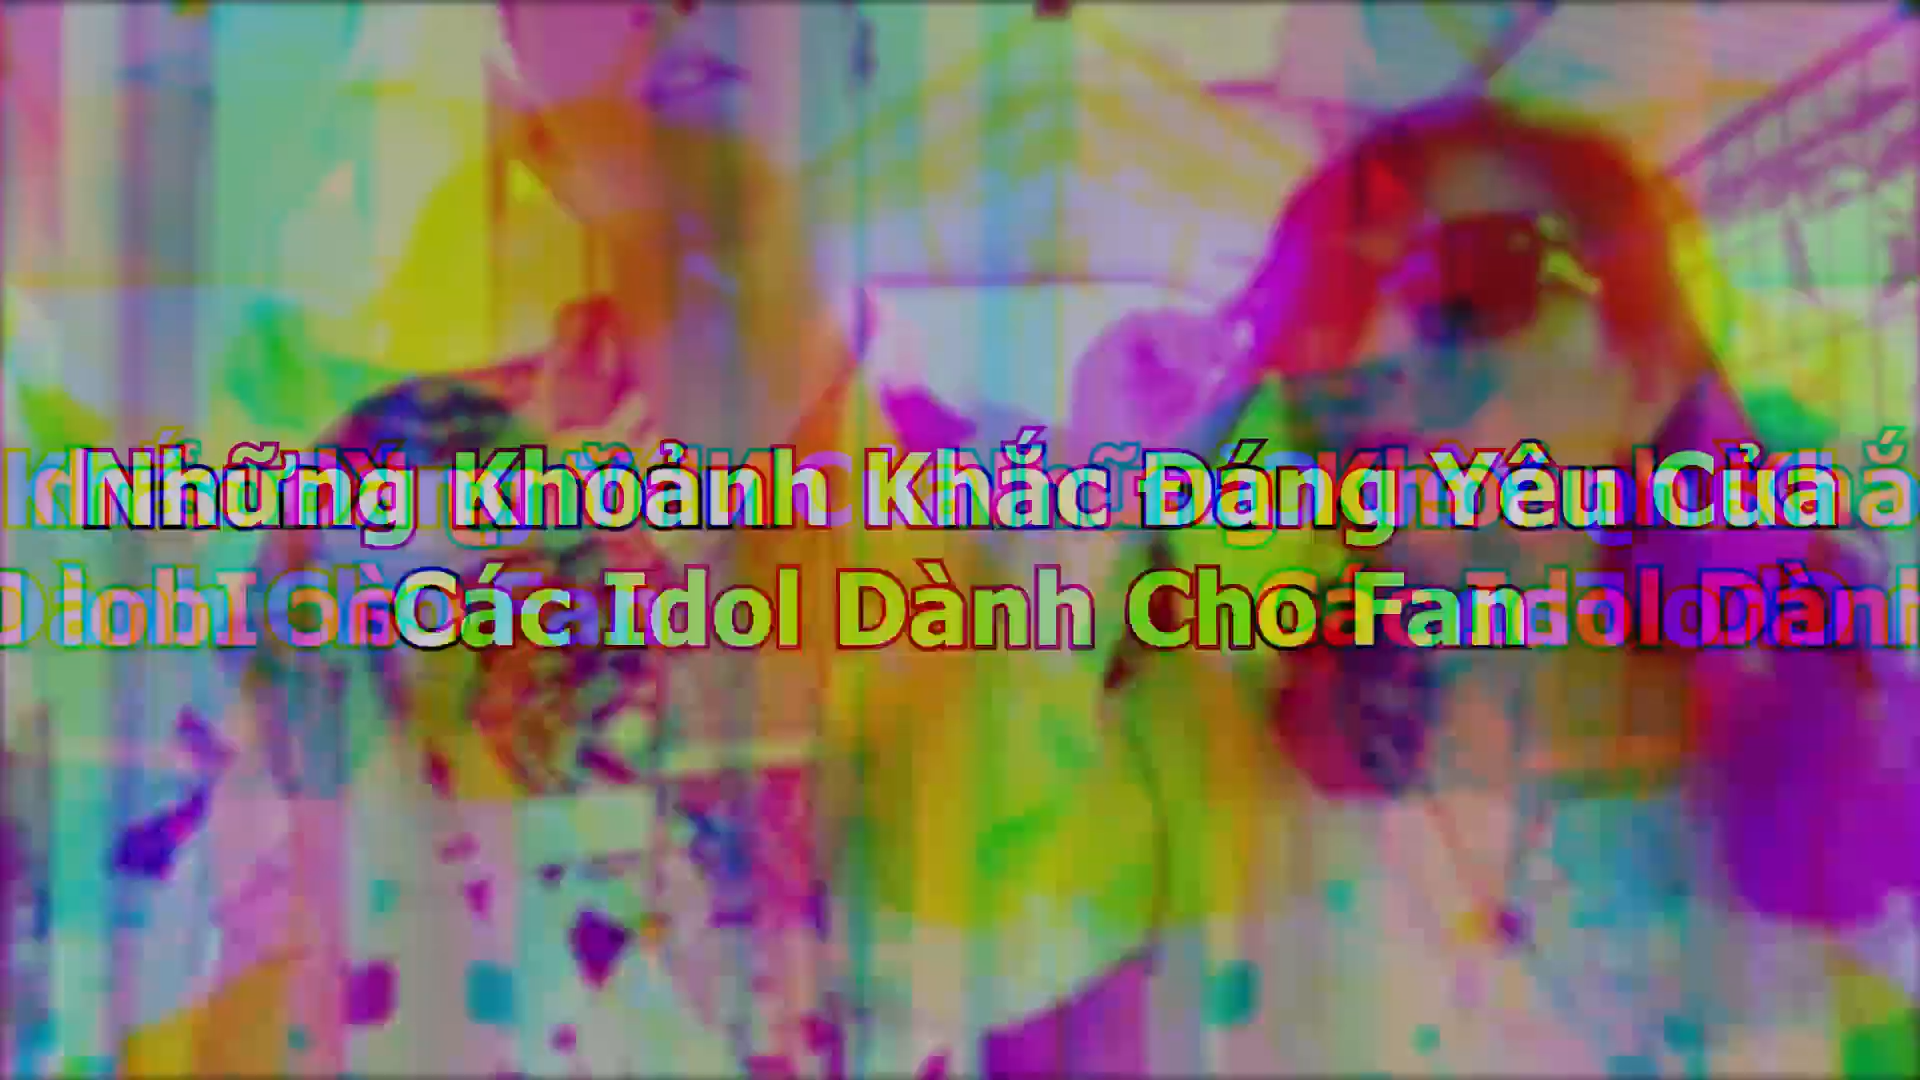 Những Khoảnh Khắc Đáng Yêu Của
Các Idol Dành Cho Fan